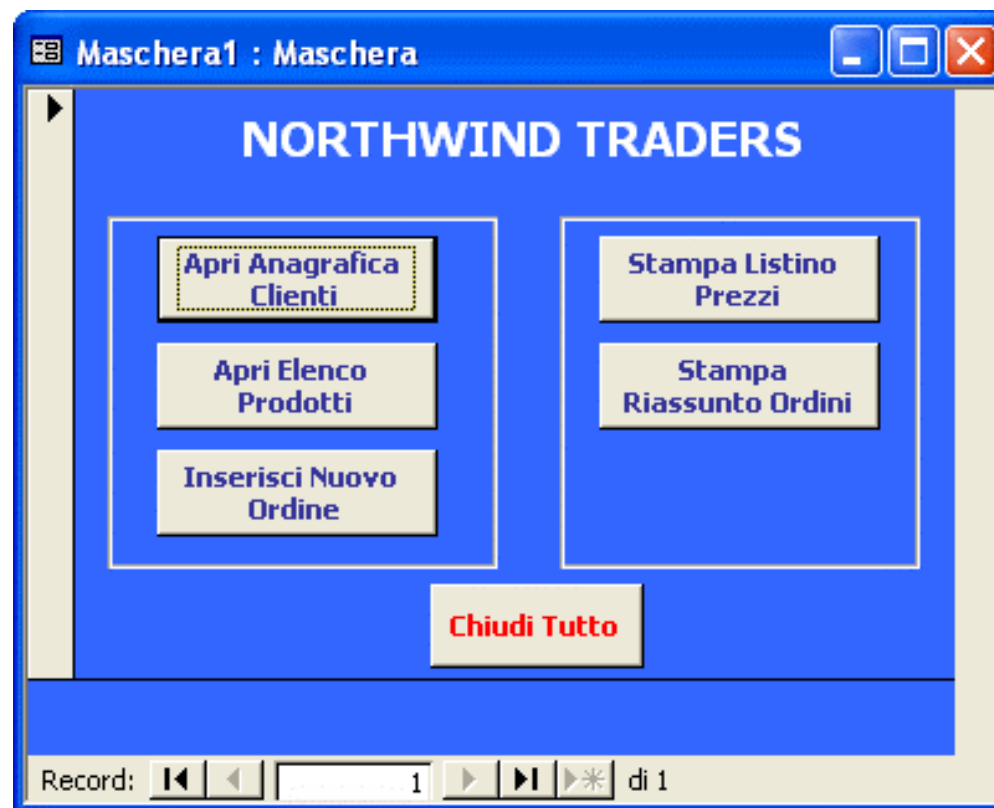 Maschera1 : Maschera
NORTHWIND TRADERS
Apri Anagrafica
Clienti
Apri Elenco
Prodotti
Inserisci Nuovo
Ordine
Stampa Listino
Prezzi
Stampa
Riassunto Ordini
Chiudi Tutto
Record: 1 di 1